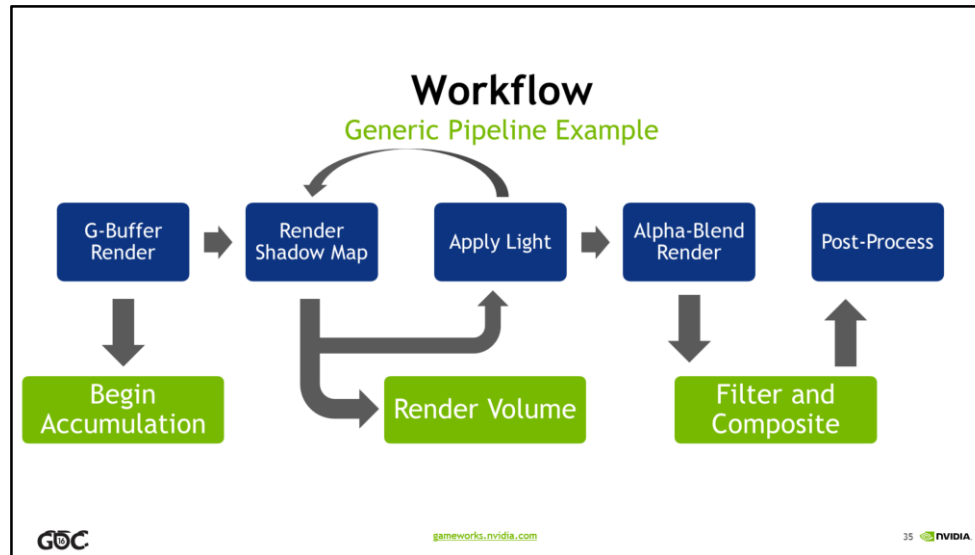 Workflow
Generic Pipeline Example
G-Buffer
Render
Render
Shadow Map
Apply Light
Alpha-Blend
Render
Post-Process
Begin
Accumulation
Render Volume
Filter and
Composite
GDC 16
gameworks.nvidia.com
35 NVIDIA